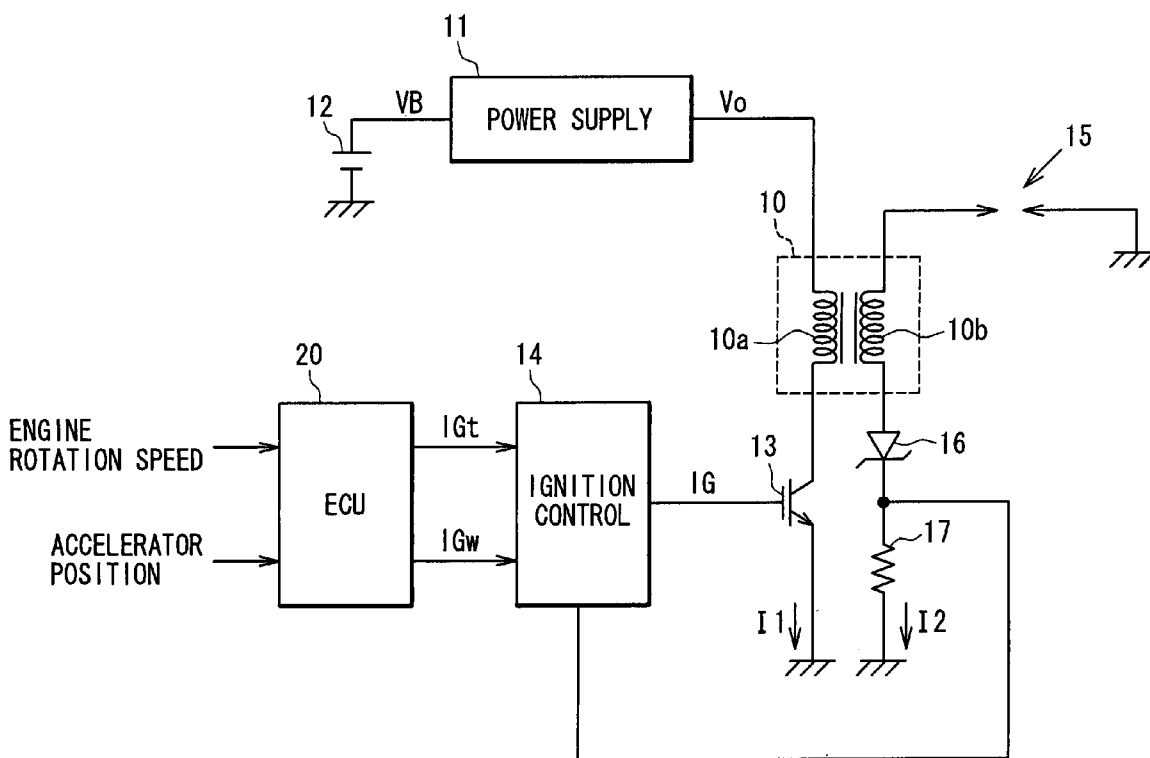 11
12
VB
POWER SUPPLY
Vo
15
10
10a
10b
20
14
ENGINE
ROTATION SPEED
IGt
13
16
ECU
IGNITION
CONTROL
IG
ACCELERATOR
POSITION
IGw
17
I1
I2